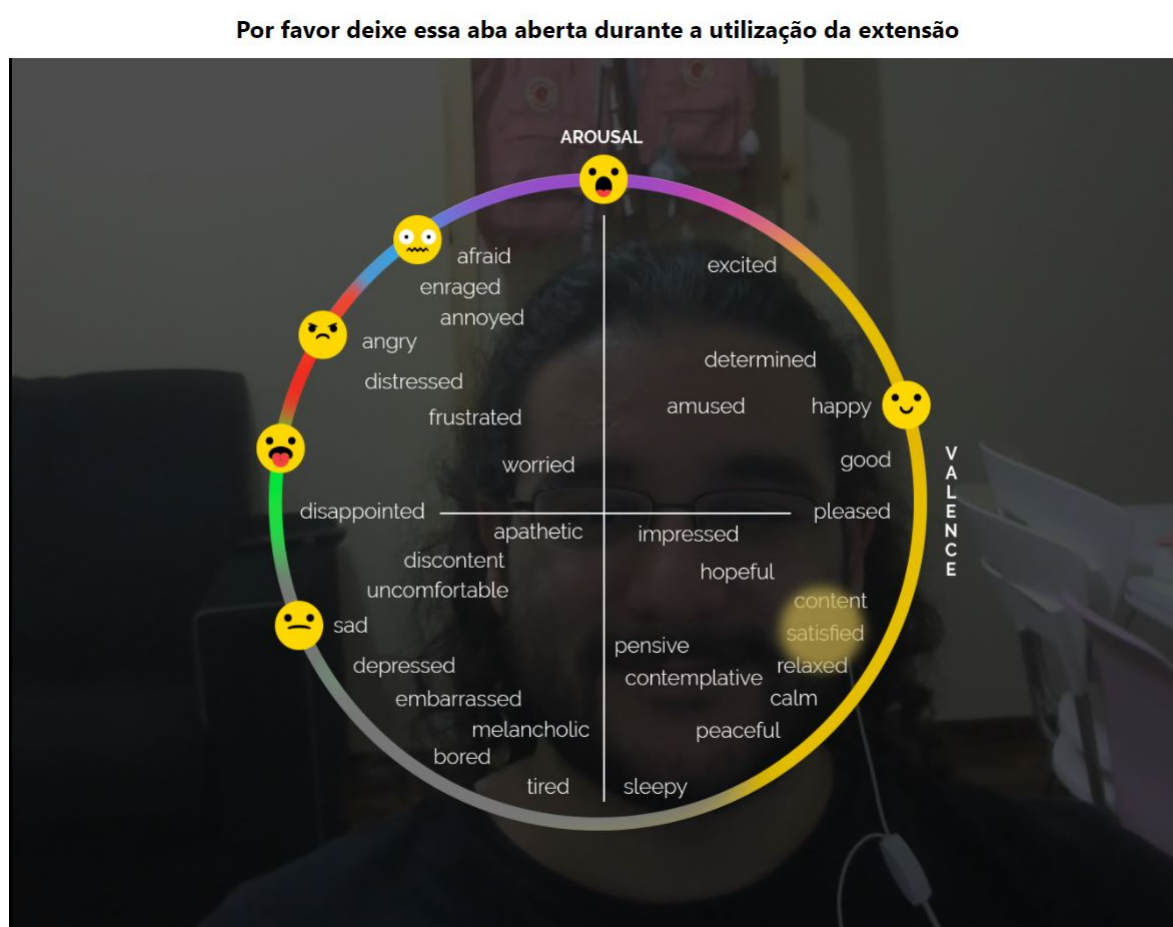 Por favor deixe essa aba aberta durante a utilização da extensão
AROUSAL
afraid
excited
enraged
annoyed
angry
determined
distressed
amused
happy
frustrated
good
worried
VALENCE
disappointed
pleased
apathetic
impressed
discontent
hopeful
uncomfortable
content
sad
satisfied
pensive
depressed
relaxed
contemplative
embarrassed
calm
melancholic
peaceful
bored
tired
sleepy